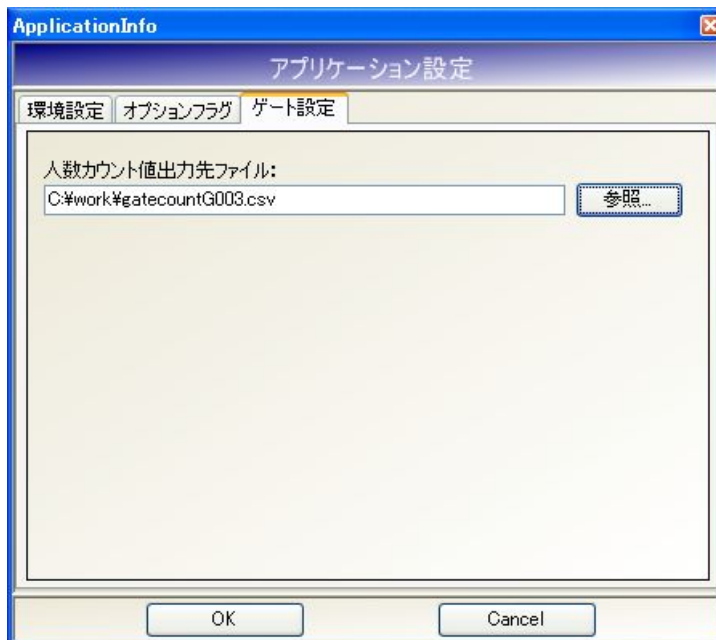 ApplicationInfo
アプリケーション設定
環境設定 オプションフラグ ゲート設定
人数カウント値出力先ファイル:
C:¥work¥gatecountG003.csv 参照...
OK Cancel